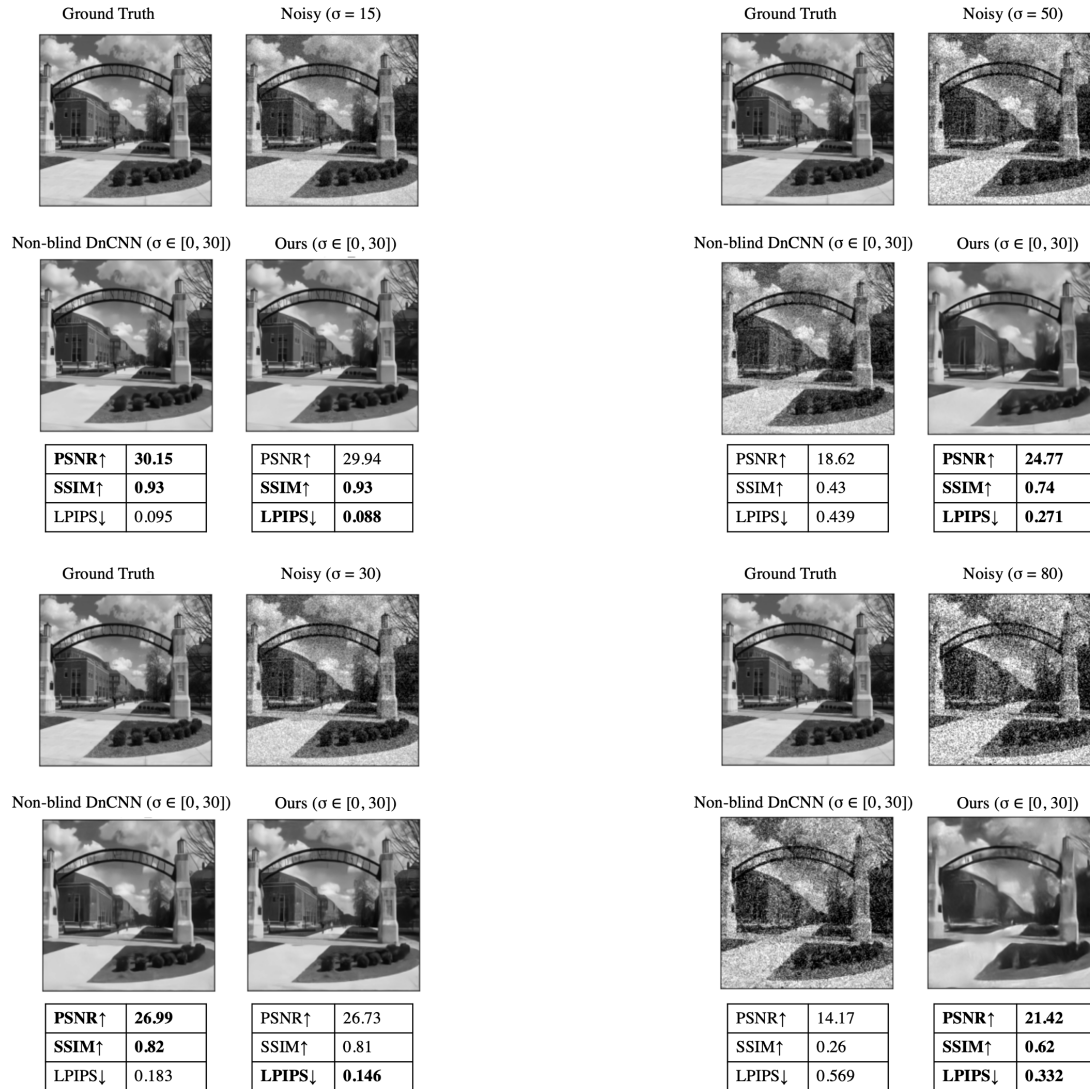 Ground Truth
Noisy (σ = 15)
Non-blind DnCNN (σ ∈ [0, 30])
Ours (σ ∈ [0, 30])
PSNR↑ 30.15
SSIM↑ 0.93
LPIPS↓ 0.095
PSNR↑ 29.94
SSIM↑ 0.93
LPIPS↓ 0.088
Ground Truth
Noisy (σ = 50)
Non-blind DnCNN (σ ∈ [0, 30])
Ours (σ ∈ [0, 30])
PSNR↑ 18.62
SSIM↑ 0.43
LPIPS↓ 0.439
PSNR↑ 24.77
SSIM↑ 0.74
LPIPS↓ 0.271
Ground Truth
Noisy (σ = 30)
Non-blind DnCNN (σ ∈ [0, 30])
Ours (σ ∈ [0, 30])
PSNR↑ 26.99
SSIM↑ 0.82
LPIPS↓ 0.183
PSNR↑ 26.73
SSIM↑ 0.81
LPIPS↓ 0.146
Ground Truth
Noisy (σ = 80)
Non-blind DnCNN (σ ∈ [0, 30])
Ours (σ ∈ [0, 30])
PSNR↑ 14.17
SSIM↑ 0.26
LPIPS↓ 0.569
PSNR↑ 21.42
SSIM↑ 0.62
LPIPS↓ 0.332